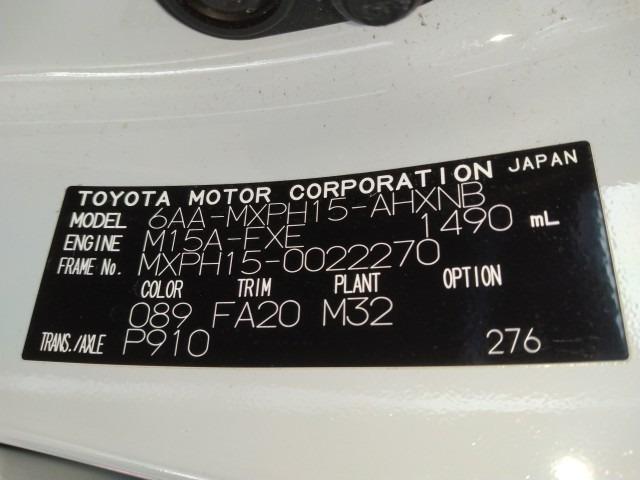 TOYOTA MOTOR CORPORATION JAPAN
MODEL 6AA-MXPH15-AHXNB
ENGINE M15A-FXE 1490 mL
FRAME No. MXPH15-0022270
COLOR TRIM PLANT OPTION
089 FA20 M32
TRANS./AXLE P910 276